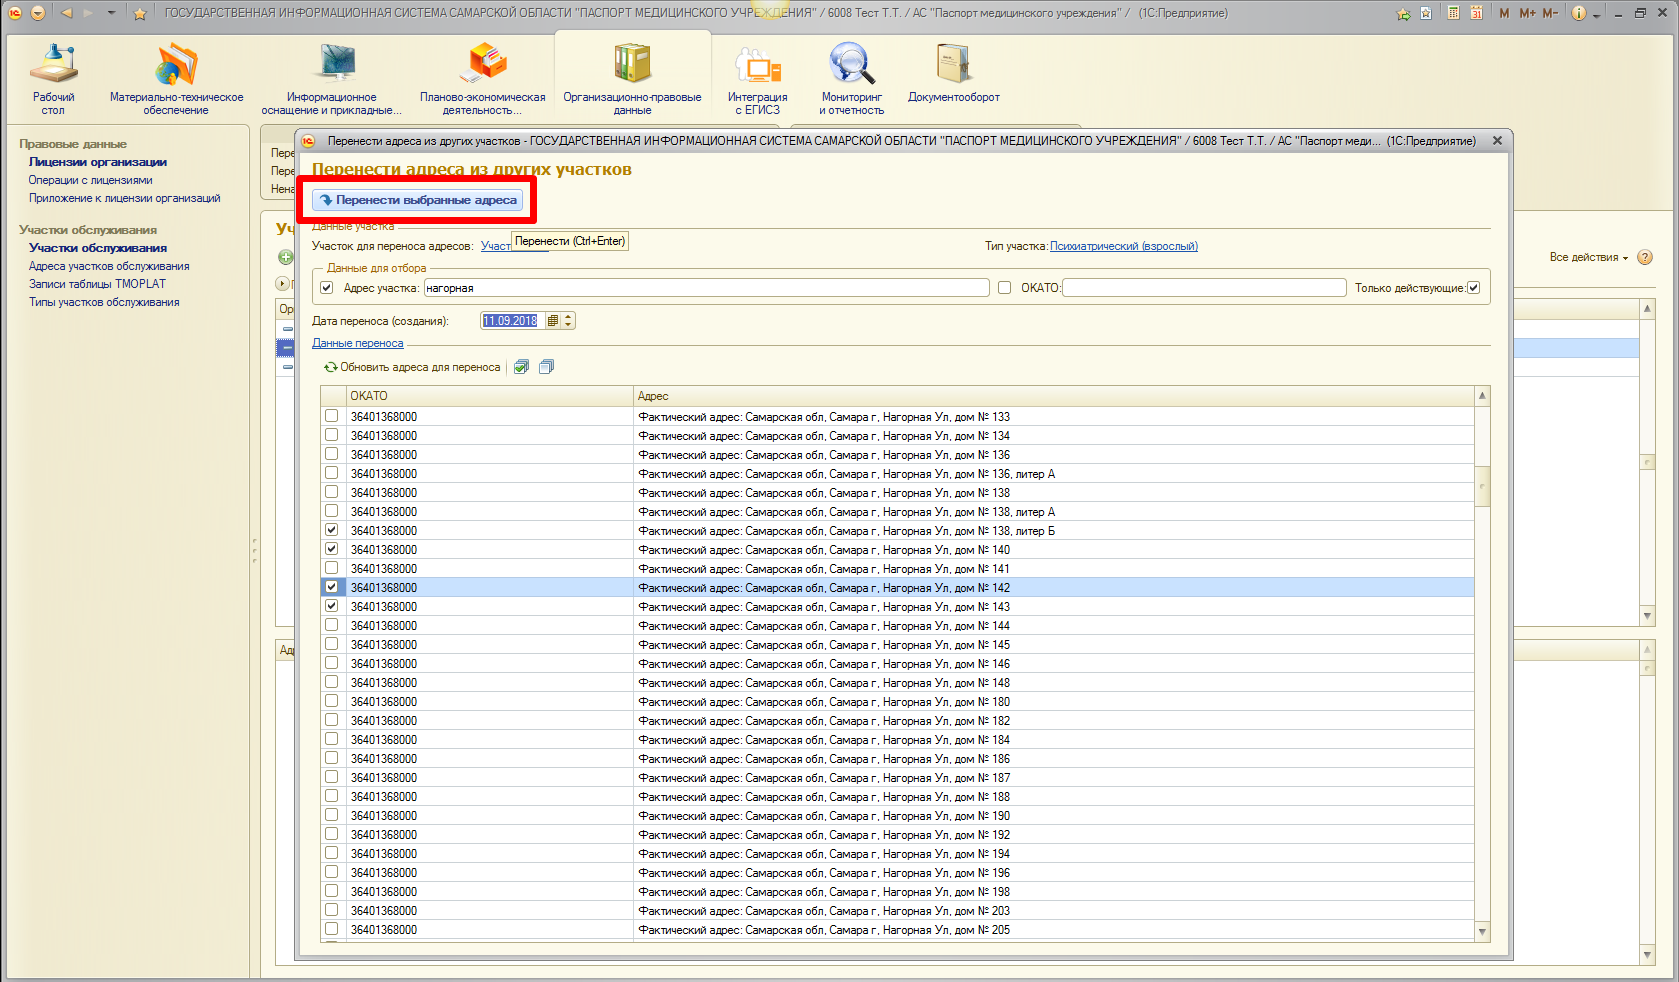 ГОСУДАРСТВЕННАЯ ИНФОРМАЦИОННАЯ СИСТЕМА САМАРСКОЙ ОБЛАСТИ "ПАСПОРТ МЕДИЦИНСКОГО УЧРЕЖДЕНИЯ" / 6008 Тест Т.Т. / АС "Паспорт медицинского учреждения" / (1С:Предприятие)
M M+ M-
Рабочий стол
Материально-техническое обеспечение
Информационное оснащение и прикладные...
Планово-экономическая деятельность...
Организационно-правовые данные
Интеграция с ЕГИСЗ
Мониторинг и отчетность
Документооборот
Правовые данные
Лицензии организации
Операции с лицензиями
Приложение к лицензии организаций
Участки обслуживания
Участки обслуживания
Адреса участков обслуживания
Записи таблицы TMOPLAT
Типы участков обслуживания
Пере
Пере
Нена
Уч
Все действия
Ор
Ад
Перенести адреса из других участков - ГОСУДАРСТВЕННАЯ ИНФОРМАЦИОННАЯ СИСТЕМА САМАРСКОЙ ОБЛАСТИ "ПАСПОРТ МЕДИЦИНСКОГО УЧРЕЖДЕНИЯ" / 6008 Тест Т.Т. / АС "Паспорт меди... (1С:Предприятие)
Перенести адреса из других участков
Перенести выбранные адреса
Данные участка
Участок для переноса адресов: Участ
Перенести (Ctrl+Enter)
Тип участка: Психиатрический (взрослый)
Данные для отбора
Адрес участка: нагорная
ОКАТО:
Только действующие:
Дата переноса (создания): 11.09.2018
Данные переноса
Обновить адреса для переноса
ОКАТО Адрес
36401368000 Фактический адрес: Самарская обл, Самара г, Нагорная Ул, дом № 133
36401368000 Фактический адрес: Самарская обл, Самара г, Нагорная Ул, дом № 134
36401368000 Фактический адрес: Самарская обл, Самара г, Нагорная Ул, дом № 136
36401368000 Фактический адрес: Самарская обл, Самара г, Нагорная Ул, дом № 136, литер А
36401368000 Фактический адрес: Самарская обл, Самара г, Нагорная Ул, дом № 138
36401368000 Фактический адрес: Самарская обл, Самара г, Нагорная Ул, дом № 138, литер А
36401368000 Фактический адрес: Самарская обл, Самара г, Нагорная Ул, дом № 138, литер Б
36401368000 Фактический адрес: Самарская обл, Самара г, Нагорная Ул, дом № 140
36401368000 Фактический адрес: Самарская обл, Самара г, Нагорная Ул, дом № 141
36401368000 Фактический адрес: Самарская обл, Самара г, Нагорная Ул, дом № 142
36401368000 Фактический адрес: Самарская обл, Самара г, Нагорная Ул, дом № 143
36401368000 Фактический адрес: Самарская обл, Самара г, Нагорная Ул, дом № 144
36401368000 Фактический адрес: Самарская обл, Самара г, Нагорная Ул, дом № 145
36401368000 Фактический адрес: Самарская обл, Самара г, Нагорная Ул, дом № 146
36401368000 Фактический адрес: Самарская обл, Самара г, Нагорная Ул, дом № 148
36401368000 Фактический адрес: Самарская обл, Самара г, Нагорная Ул, дом № 180
36401368000 Фактический адрес: Самарская обл, Самара г, Нагорная Ул, дом № 182
36401368000 Фактический адрес: Самарская обл, Самара г, Нагорная Ул, дом № 184
36401368000 Фактический адрес: Самарская обл, Самара г, Нагорная Ул, дом № 186
36401368000 Фактический адрес: Самарская обл, Самара г, Нагорная Ул, дом № 187
36401368000 Фактический адрес: Самарская обл, Самара г, Нагорная Ул, дом № 188
36401368000 Фактический адрес: Самарская обл, Самара г, Нагорная Ул, дом № 190
36401368000 Фактический адрес: Самарская обл, Самара г, Нагорная Ул, дом № 192
36401368000 Фактический адрес: Самарская обл, Самара г, Нагорная Ул, дом № 194
36401368000 Фактический адрес: Самарская обл, Самара г, Нагорная Ул, дом № 196
36401368000 Фактический адрес: Самарская обл, Самара г, Нагорная Ул, дом № 198
36401368000 Фактический адрес: Самарская обл, Самара г, Нагорная Ул, дом № 203
36401368000 Фактический адрес: Самарская обл, Самара г, Нагорная Ул, дом № 205